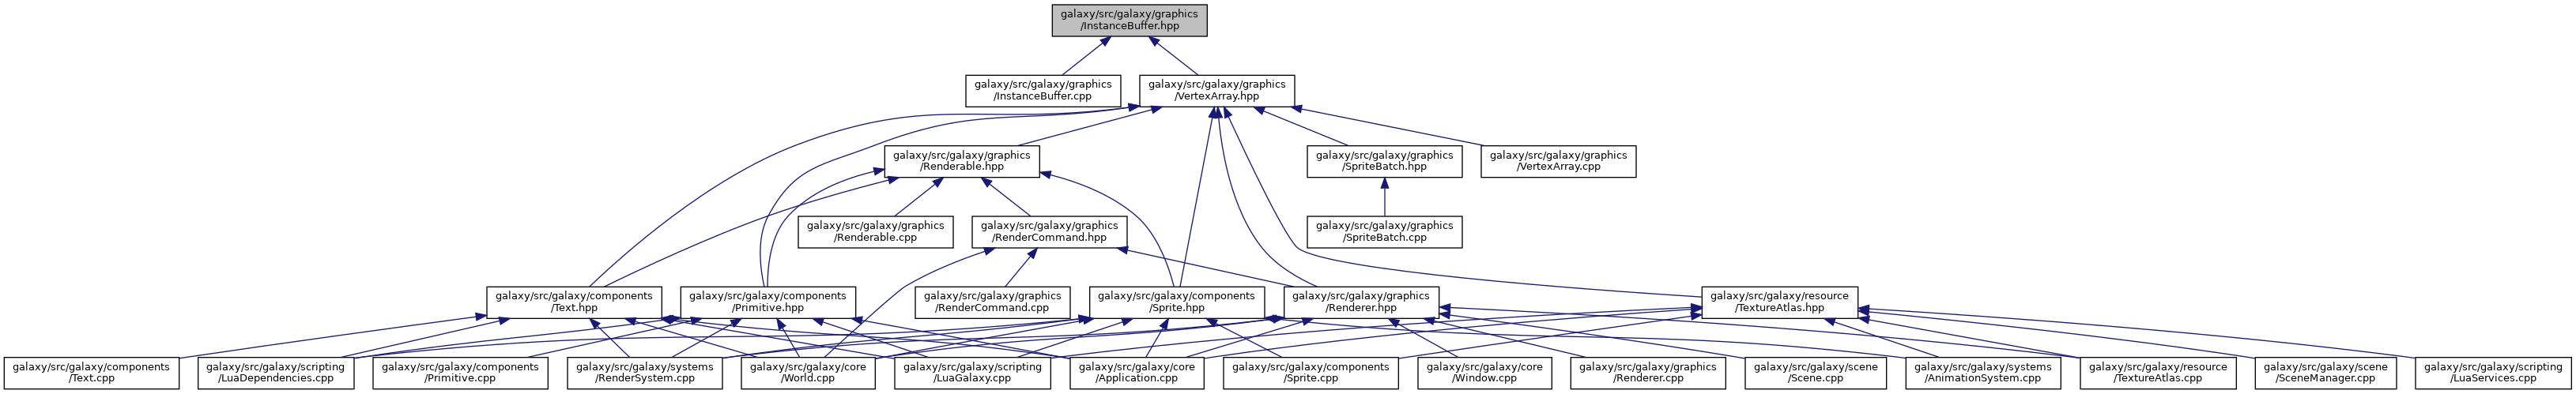 galaxy/src/galaxy/graphics
/InstanceBuffer.hpp
galaxy/src/galaxy/graphics
/InstanceBuffer.cpp
galaxy/src/galaxy/graphics
/VertexArray.hpp
galaxy/src/galaxy/graphics
/Renderable.hpp
galaxy/src/galaxy/graphics
/SpriteBatch.hpp
galaxy/src/galaxy/graphics
/VertexArray.cpp
galaxy/src/galaxy/graphics
/Renderable.cpp
galaxy/src/galaxy/graphics
/RenderCommand.hpp
galaxy/src/galaxy/graphics
/SpriteBatch.cpp
galaxy/src/galaxy/components
/Text.hpp
galaxy/src/galaxy/components
/Primitive.hpp
galaxy/src/galaxy/graphics
/RenderCommand.cpp
galaxy/src/galaxy/components
/Sprite.hpp
galaxy/src/galaxy/graphics
/Renderer.hpp
galaxy/src/galaxy/resource
/TextureAtlas.hpp
galaxy/src/galaxy/components
/Text.cpp
galaxy/src/galaxy/scripting
/LuaDependencies.cpp
galaxy/src/galaxy/components
/Primitive.cpp
galaxy/src/galaxy/systems
/RenderSystem.cpp
galaxy/src/galaxy/core
/World.cpp
galaxy/src/galaxy/scripting
/LuaGalaxy.cpp
galaxy/src/galaxy/core
/Application.cpp
galaxy/src/galaxy/components
/Sprite.cpp
galaxy/src/galaxy/core
/Window.cpp
galaxy/src/galaxy/graphics
/Renderer.cpp
galaxy/src/galaxy/scene
/Scene.cpp
galaxy/src/galaxy/systems
/AnimationSystem.cpp
galaxy/src/galaxy/resource
/TextureAtlas.cpp
galaxy/src/galaxy/scene
/SceneManager.cpp
galaxy/src/galaxy/scripting
/LuaServices.cpp